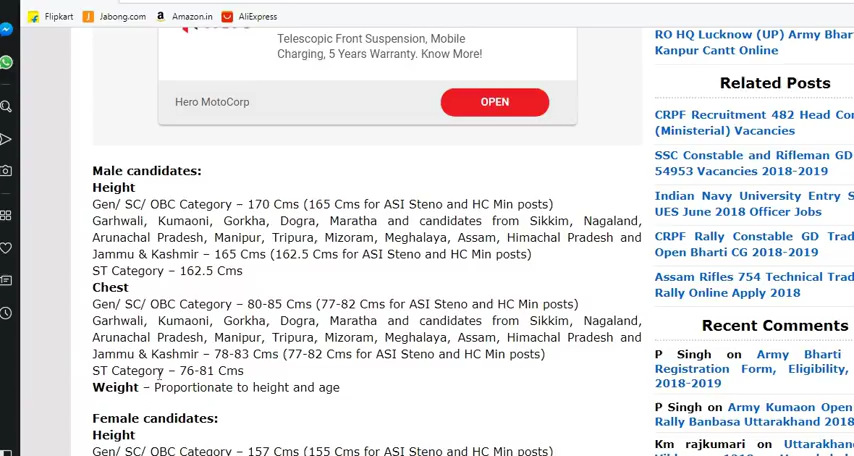 Flipkart
Jabong.com
Amazon.in
AliExpress
Telescopic Front Suspension, Mobile
Charging, 5 Years Warranty. Know More!
Hero MotoCorp
OPEN
Male candidates:
Height
Gen/ SC/ OBC Category – 170 Cms (165 Cms for ASI Steno and HC Min posts)
Garhwali, Kumaoni, Gorkha, Dogra, Maratha and candidates from Sikkim, Nagaland,
Arunachal Pradesh, Manipur, Tripura, Mizoram, Meghalaya, Assam, Himachal Pradesh and
Jammu & Kashmir – 165 Cms (162.5 Cms for ASI Steno and HC Min posts)
ST Category – 162.5 Cms
Chest
Gen/ SC/ OBC Category – 80-85 Cms (77-82 Cms for ASI Steno and HC Min posts)
Garhwali, Kumaoni, Gorkha, Dogra, Maratha and candidates from Sikkim, Nagaland,
Arunachal Pradesh, Manipur, Tripura, Mizoram, Meghalaya, Assam, Himachal Pradesh and
Jammu & Kashmir – 78-83 Cms (77-82 Cms for ASI Steno and HC Min posts)
ST Category – 76-81 Cms
Weight – Proportionate to height and age
Female candidates:
Height
Gen/ SC/ OBC Category – 157 Cms (155 Cms for ASI Steno and HC Min posts)
RO HQ Lucknow (UP) Army Bhar
Kanpur Cantt Online
Related Posts
CRPF Recruitment 482 Head Con
(Ministerial) Vacancies
SSC Constable and Rifleman GD
54953 Vacancies 2018-2019
Indian Navy University Entry S
UES June 2018 Officer Jobs
CRPF Rally Constable GD Trad
Open Bharti CG 2018-2019
Assam Rifles 754 Technical Trad
Rally Online Apply 2018
Recent Comments
P Singh on Army Bharti
Registration Form, Eligibility,
2018-2019
P Singh on Army Kumaon Open
Rally Banbasa Uttarakhand 2018
Km rajkumari on Uttarakhan